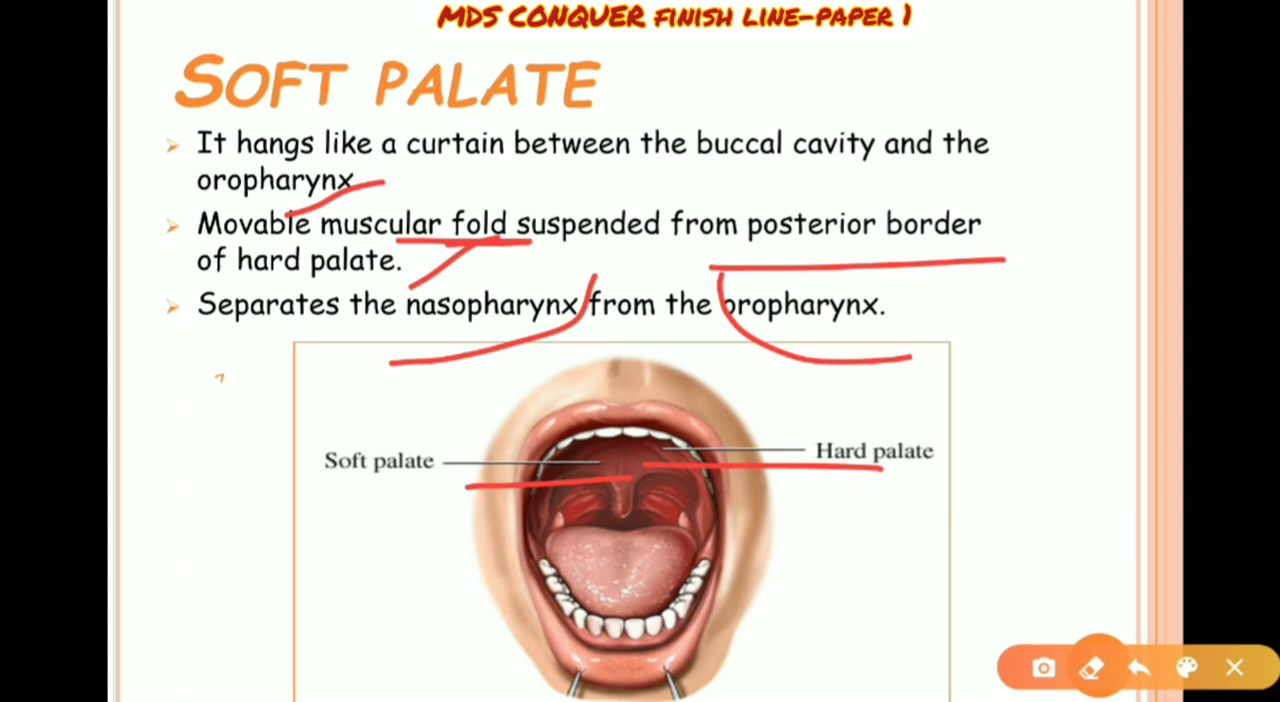 MDS CONQUER FINISH LINE-PAPER 1
SOFT PALATE
It hangs like a curtain between the buccal cavity and the
oropharynx
Movable muscular fold suspended from posterior border
of hard palate.
Separates the nasopharynx from the oropharynx.
Soft palate
Hard palate